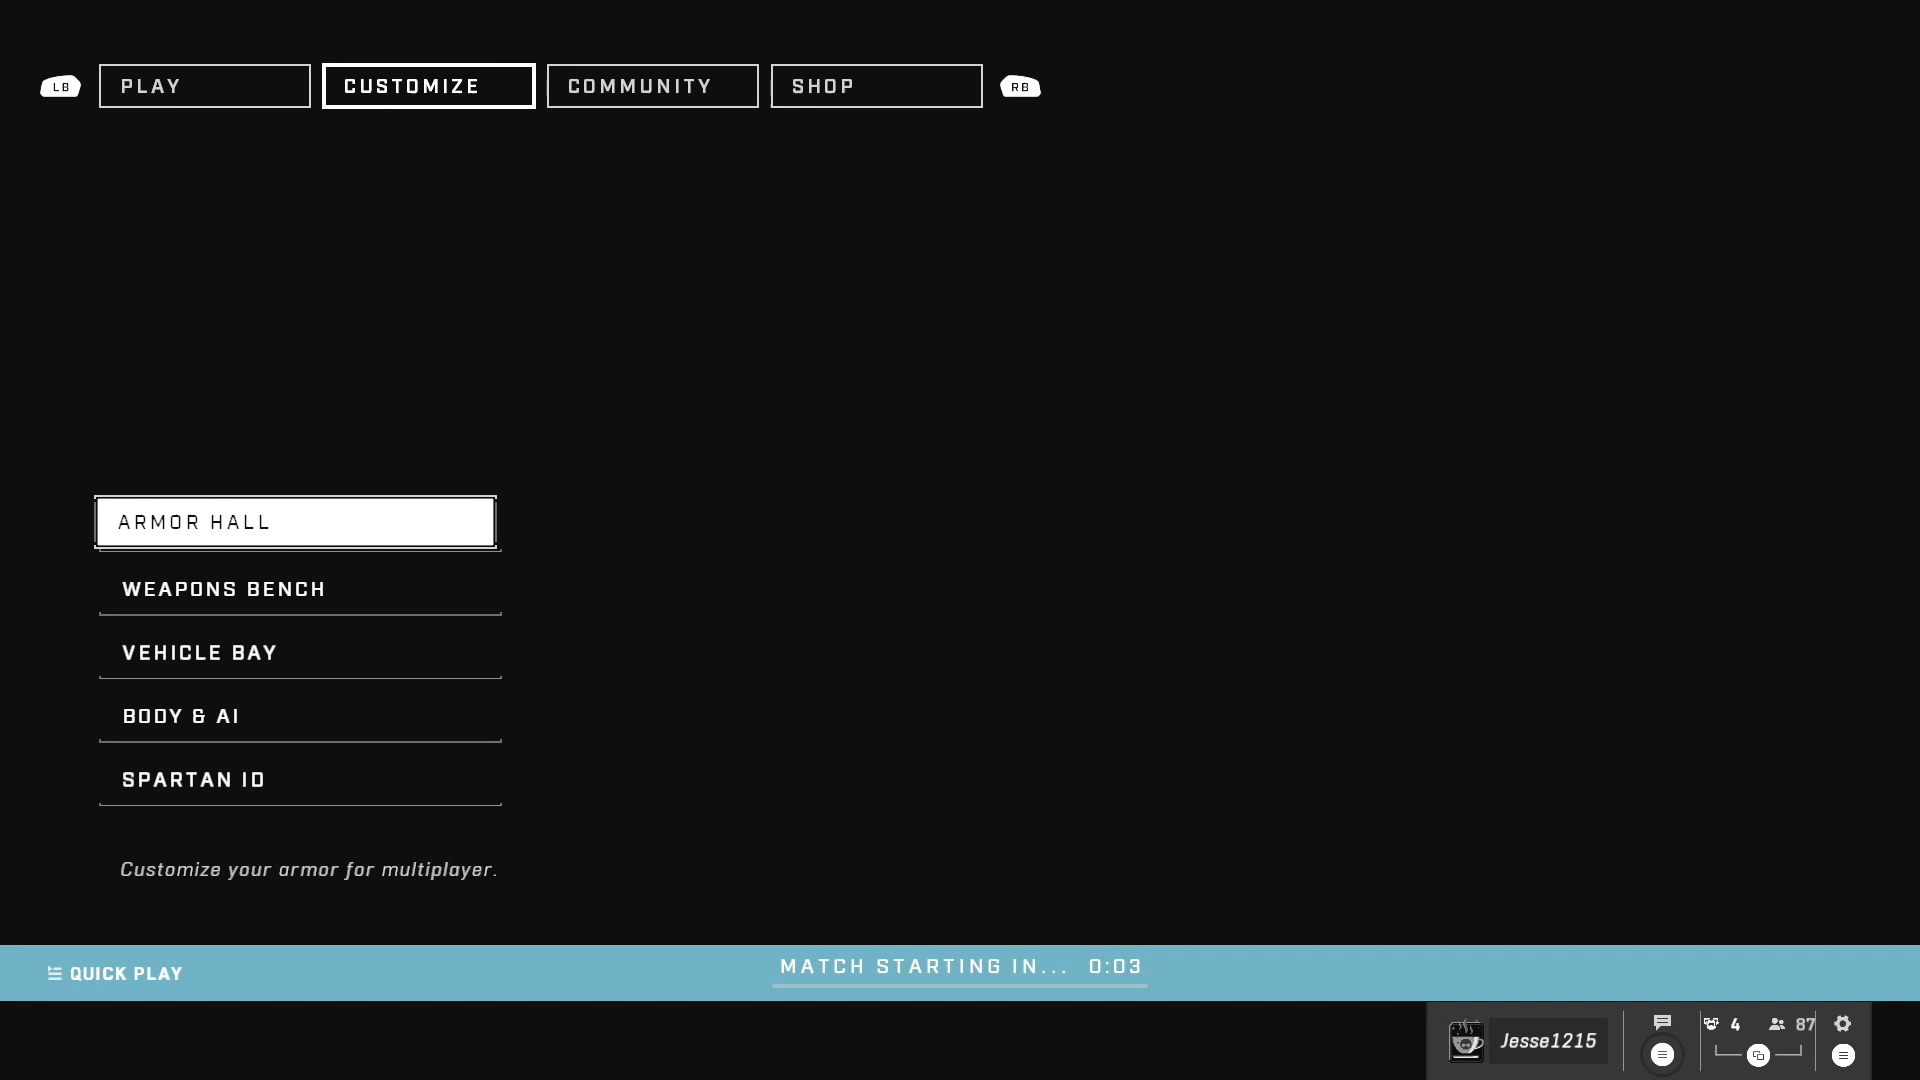 LB
PLAY
CUSTOMIZE
COMMUNITY
SHOP
RB
ARMOR HALL
WEAPONS BENCH
VEHICLE BAY
BODY & AI
SPARTAN ID
Customize your armor for multiplayer.
QUICK PLAY
MATCH STARTING IN... 0:03
Jesse1215
4
87